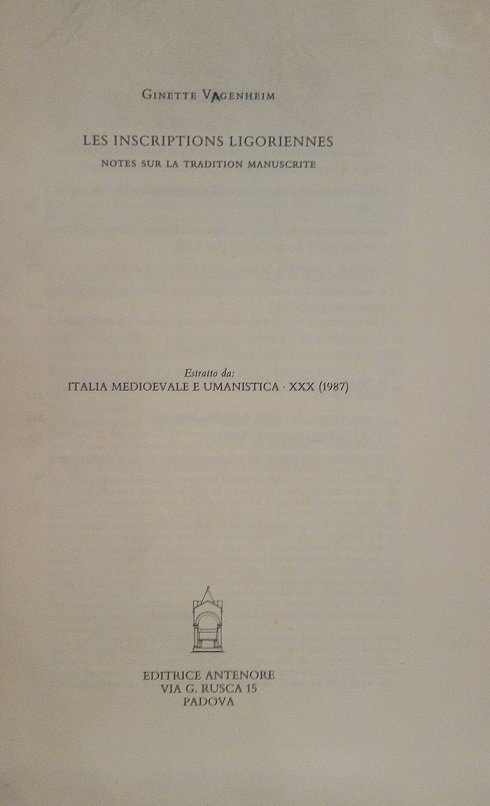 GINETTE VAGENHEIM
LES INSCRIPTIONS LIGORIENNES
NOTES SUR LA TRADITION MANUSCRITE
Estratto da:
ITALIA MEDIOEVALE E UMANISTICA · XXX (1987)
EDITRICE ANTENORE
VIA G. RUSCA 15
PADOVA